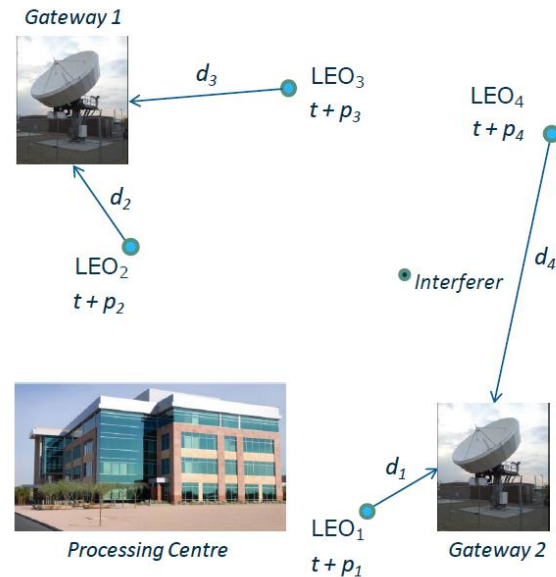 Gateway 1
d₃
LEO₃
t + p₃
LEO₄
t + p₄
d₂
LEO₂
t + p₂
d₄
Interferer
d₁
LEO₁
t + p₁
Processing Centre
Gateway 2